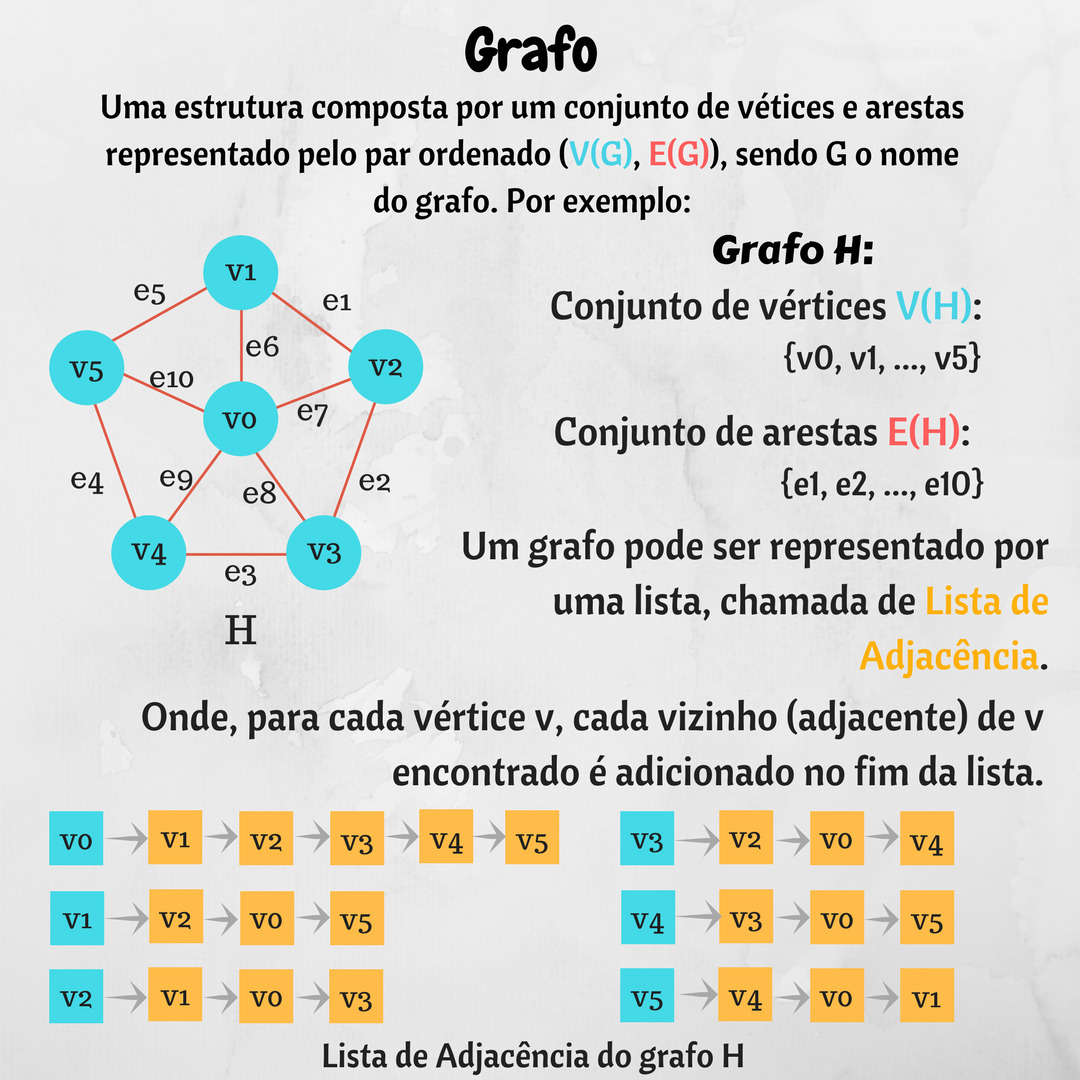 Grafo
Uma estrutura composta por um conjunto de vétices e arestas
representado pelo par ordenado (V(G), E(G)), sendo G o nome
do grafo. Por exemplo:
Grafo H:
Conjunto de vértices V(H):
{v0, v1, ..., v5}
Conjunto de arestas E(H):
{e1, e2, ..., e10}
Um grafo pode ser representado por
uma lista, chamada de Lista de
Adjacência.
v1
e5
e1
e6
v5
v2
e10
v0
e7
e4
e9
e8
e2
v4
v3
e3
H
Onde, para cada vértice v, cada vizinho (adjacente) de v
encontrado é adicionado no fim da lista.
v0 v1 v2 v3 v4 v5
v1 v2 v0 v5
v2 v1 v0 v3
v3 v2 v0 v4
v4 v3 v0 v5
v5 v4 v0 v1
Lista de Adjacência do grafo H